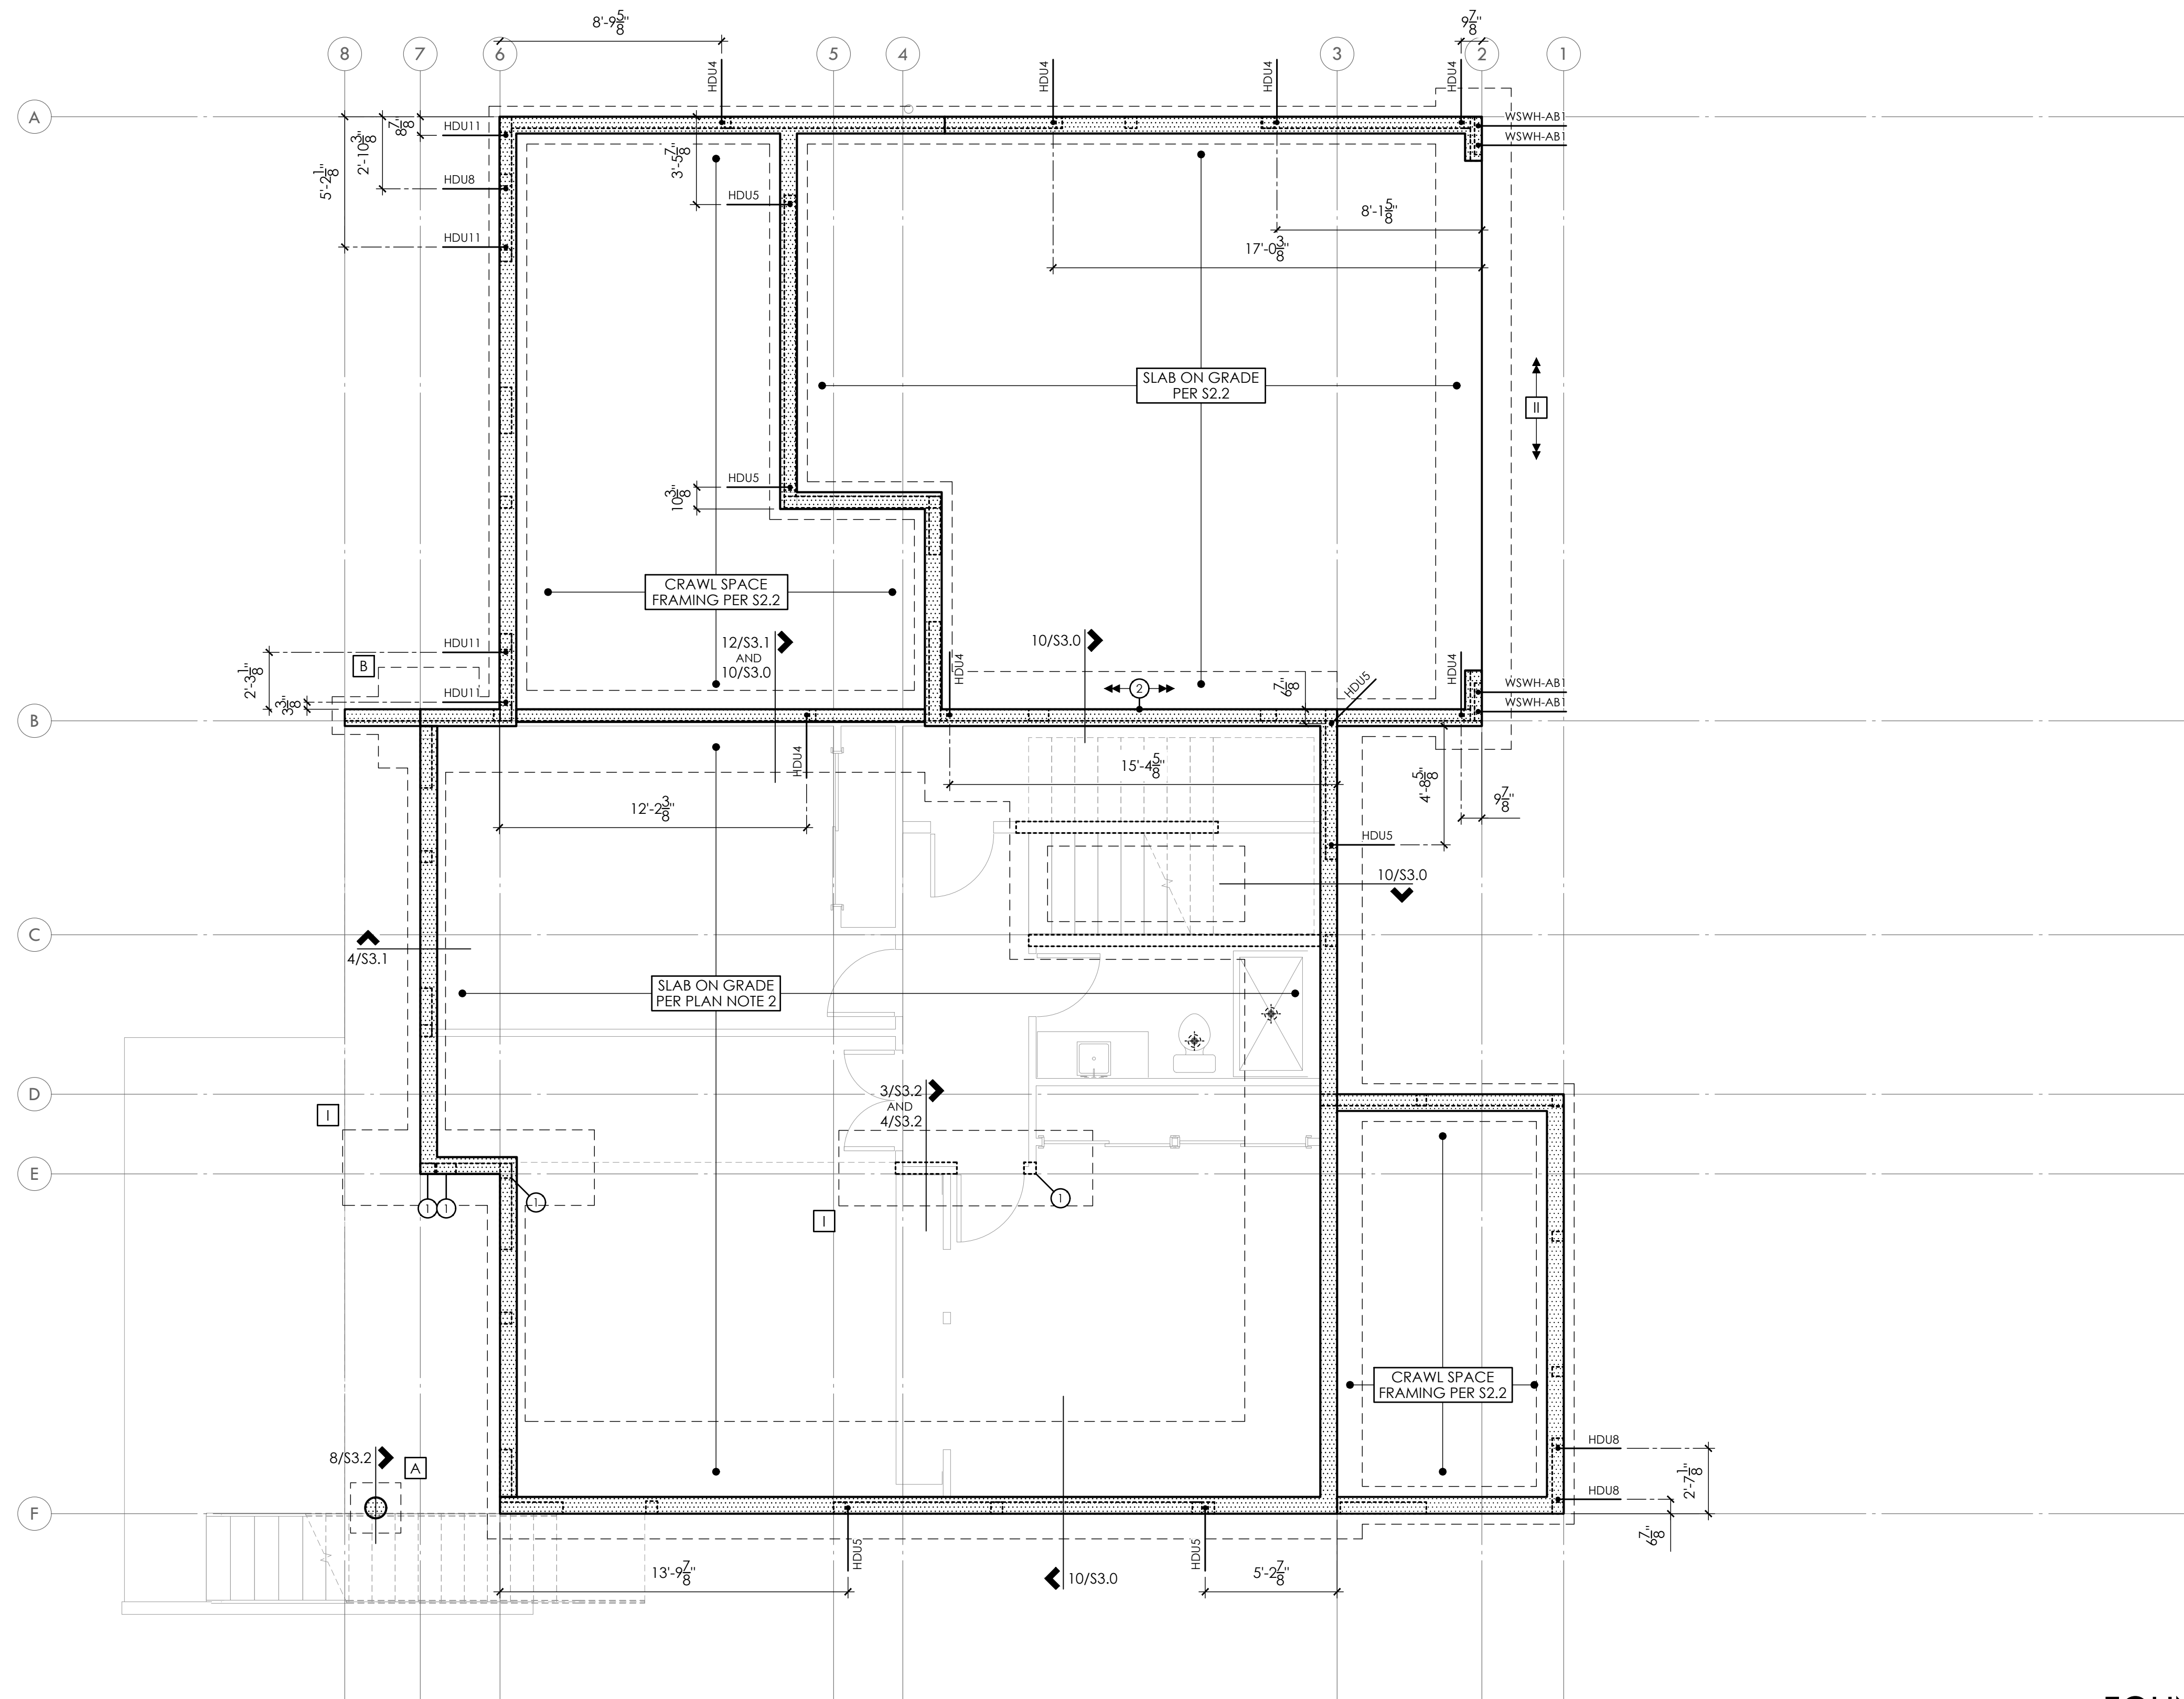 8'-9 5/8"
9 7/8"
8
7
6
5
4
3
2
1
HDU4
HDU4
HDU4
HDU4
A
8 7/8"
2'-10 3/8"
5'-2 1/8"
HDU11
HDU8
HDU11
3'-5 7/8"
HDU5
WSWH-AB1
WSWH-AB1
8'-1 5/8"
17'-0 3/8"
SLAB ON GRADE
PER S2.2
II
HDU5
10 3/8"
CRAWL SPACE
FRAMING PER S2.2
12/S3.1
AND
10/S3.0
10/S3.0
HDU11
B
2'-3 1/8"
3 3/8"
HDU11
HDU4
HDU4
2
6 7/8"
HDU5
WSWH-AB1
WSWH-AB1
B
HDU4
15'-4 5/8"
12'-2 3/8"
4'-8 5/8"
9 7/8"
HDU5
10/S3.0
C
4/S3.1
SLAB ON GRADE
PER PLAN NOTE 2
D
I
3/S3.2
AND
4/S3.2
E
1
1
1
1
I
CRAWL SPACE
FRAMING PER S2.2
8/S3.2
A
HDU8
2'-7 1/8"
HDU8
6 7/8"
F
HDU5
HDU5
13'-9 7/8"
10/S3.0
5'-2 7/8"